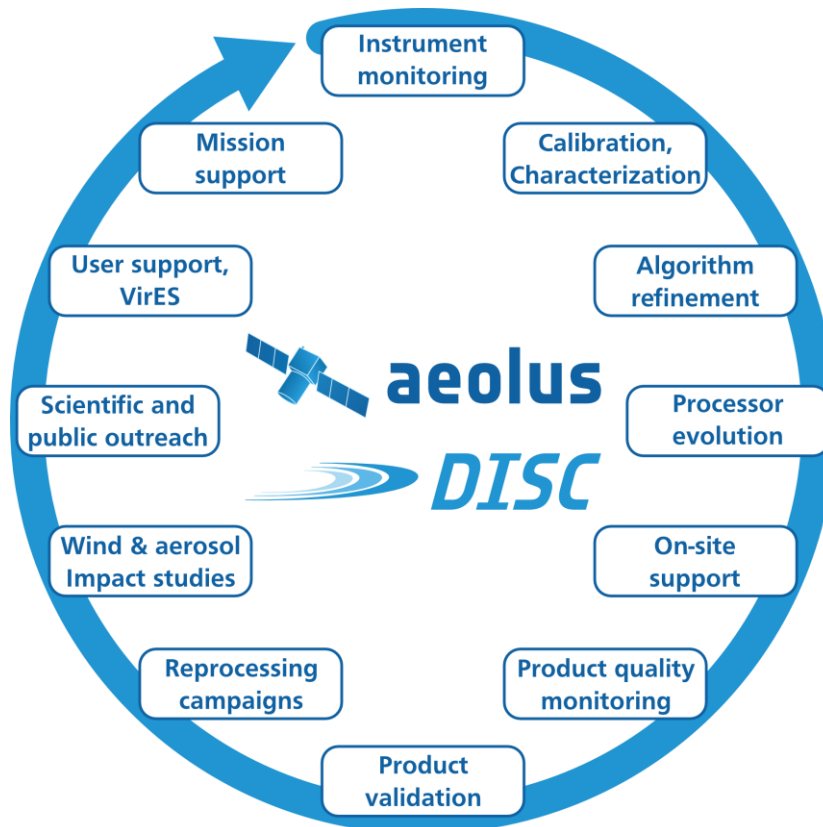 Instrument
monitoring
Calibration,
Characterization
Algorithm
refinement
Processor
evolution
On-site
support
Product quality
monitoring
Product
validation
Reprocessing
campaigns
Wind & aerosol
Impact studies
Scientific and
public outreach
User support,
VirES
Mission
support
aeolus
DISC